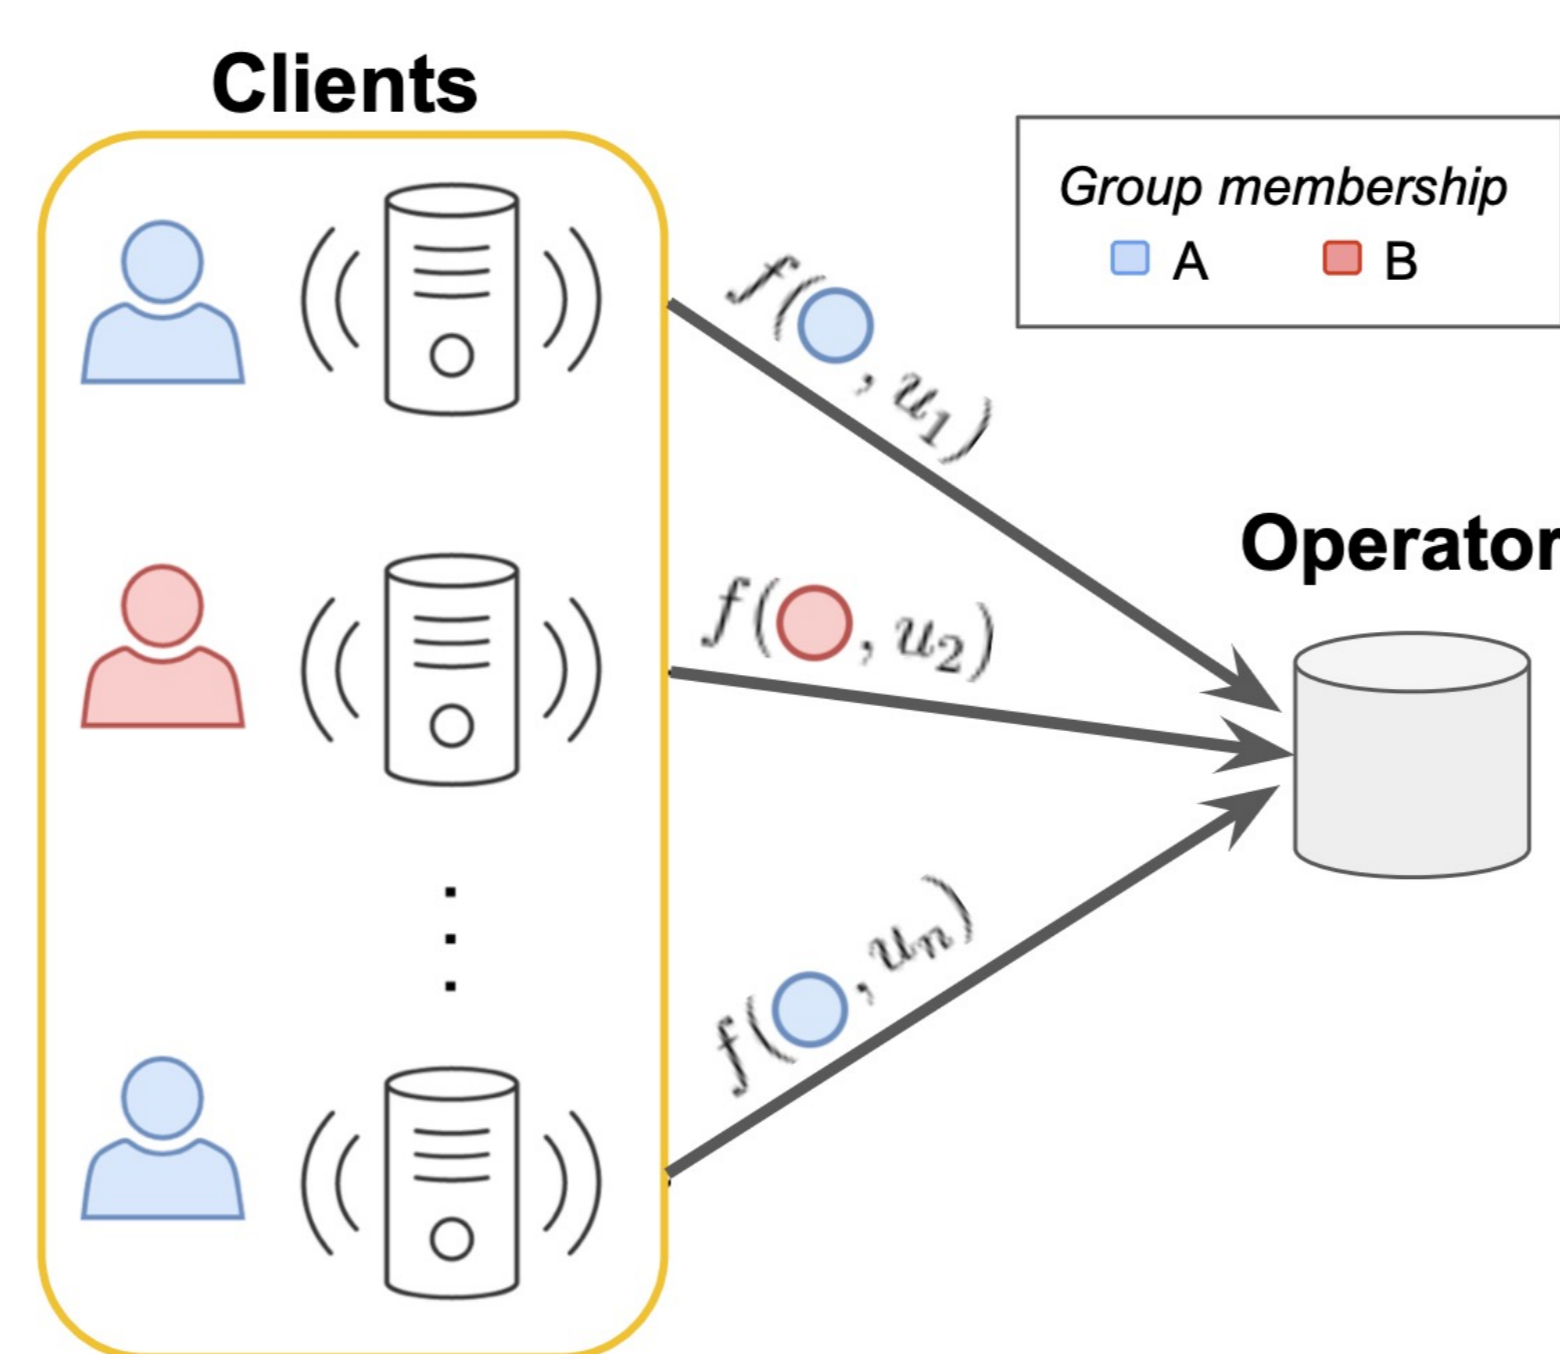 Clients
Group membership
A B
f( , u₁)
Operator
f( , u₂)
f( , uₙ)